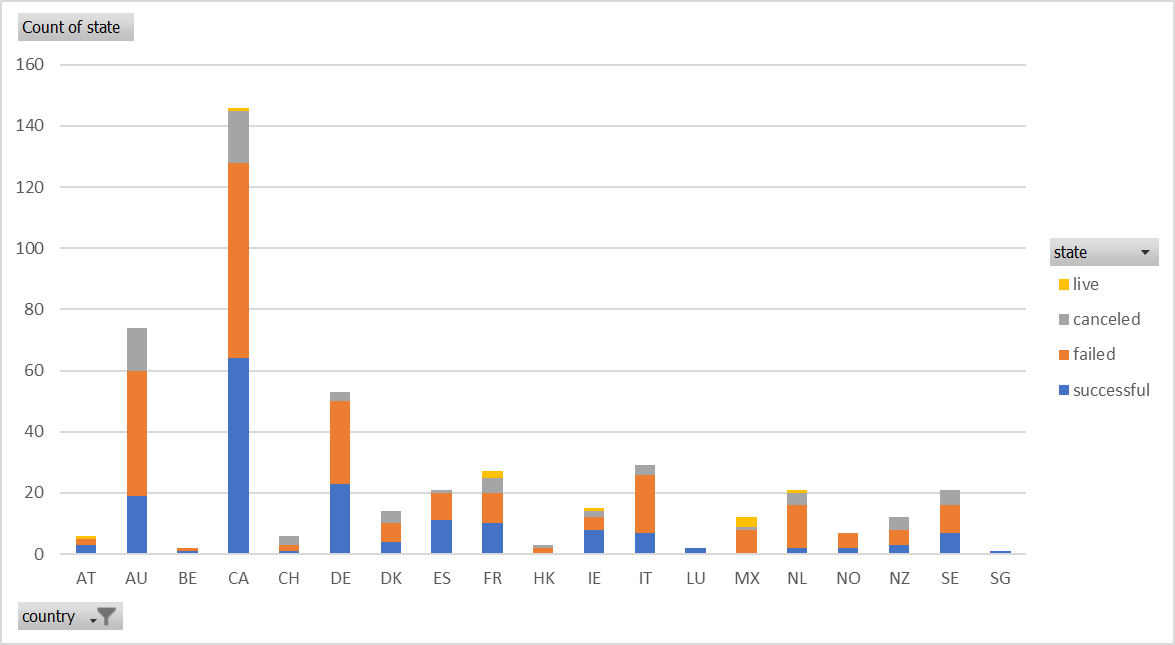 Count of state
160
140
120
100
80
60
40
20
0
AT AU BE CA CH DE DK ES FR HK IE IT LU MX NL NO NZ SE SG
state
live
canceled
failed
successful
country